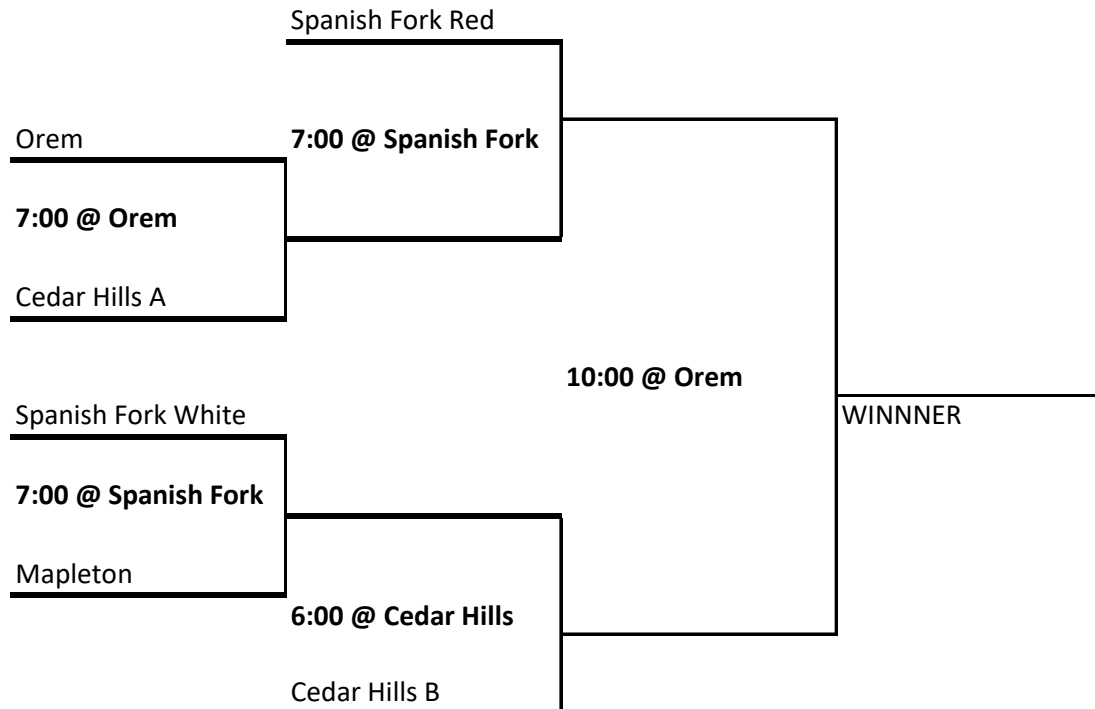 Spanish Fork Red
Orem
7:00 @ Spanish Fork
7:00 @ Orem
Cedar Hills A
10:00 @ Orem
Spanish Fork White
WINNNER
7:00 @ Spanish Fork
Mapleton
6:00 @ Cedar Hills
Cedar Hills B